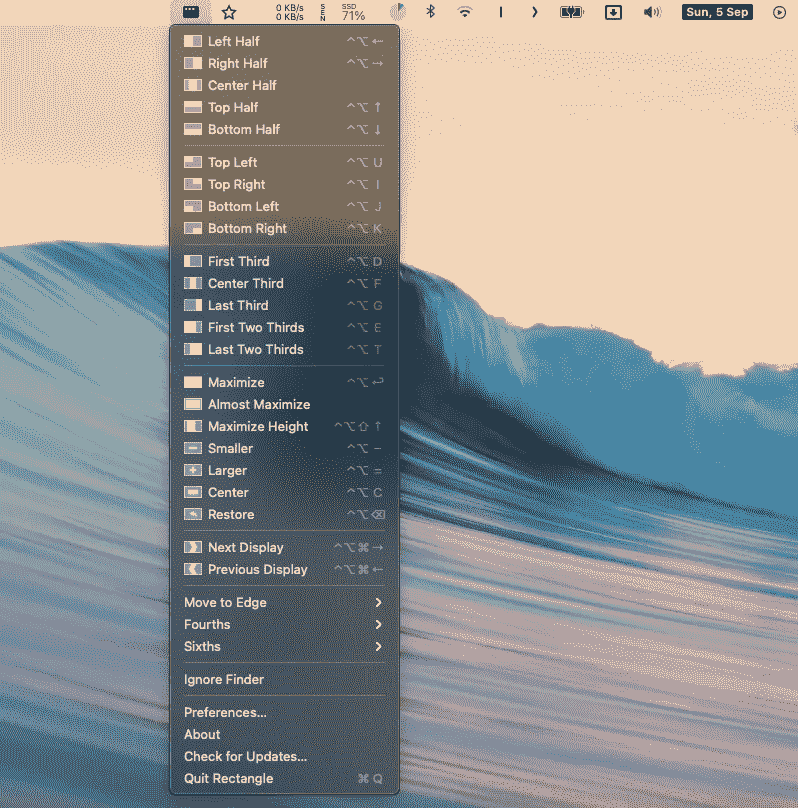 0 KB/s
0 KB/s
SEN
SSD
71%
Sun, 5 Sep
Left Half ^⌥←
Right Half ^⌥→
Center Half
Top Half ^⌥↑
Bottom Half ^⌥↓
Top Left ^⌥U
Top Right ^⌥I
Bottom Left ^⌥J
Bottom Right ^⌥K
First Third ^⌥D
Center Third ^⌥F
Last Third ^⌥G
First Two Thirds ^⌥E
Last Two Thirds ^⌥T
Maximize ^⌥↩
Almost Maximize
Maximize Height ^⌥⇧↑
Smaller ^⌥−
Larger ^⌥=
Center ^⌥C
Restore ^⌥⌫
Next Display ^⌥⌘→
Previous Display ^⌥⌘←
Move to Edge
Fourths
Sixths
Ignore Finder
Preferences...
About
Check for Updates...
Quit Rectangle ⌘Q